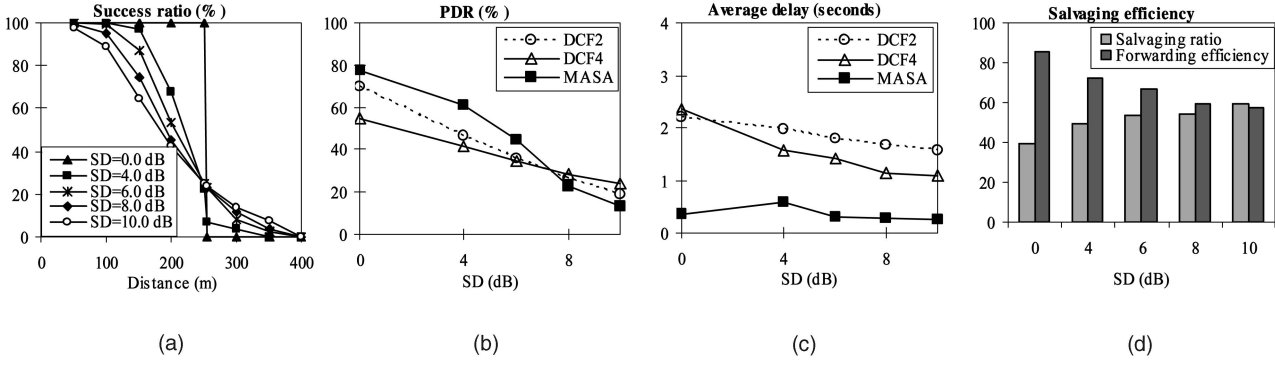 Success ratio (% )
100
80
60
40
20
0
SD=0.0 dB
SD=4.0 dB
SD=6.0 dB
SD=8.0 dB
SD=10.0 dB
0 100 200 300 400
Distance (m)
(a)
PDR (% )
100
80
60
40
20
0
DCF2
DCF4
MASA
0 4 8
SD (dB)
(b)
Average delay (seconds)
4
3
2
1
0
DCF2
DCF4
MASA
0 4 8
SD (dB)
(c)
Salvaging efficiency
100
80
60
40
20
0
Salvaging ratio
Forwarding efficiency
0 4 6 8 10
SD (dB)
(d)